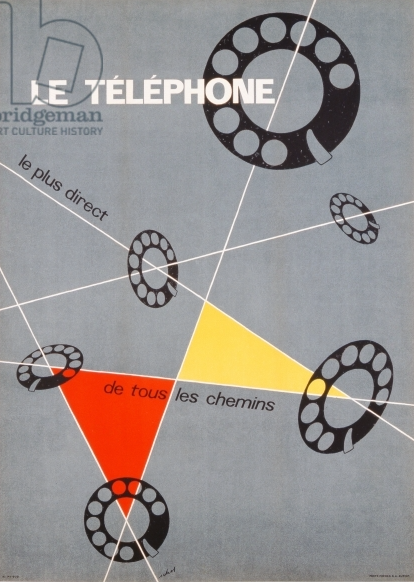 LE TÉLÉPHONE
le plus direct
de tous les chemins
b
bridgeman
ART CULTURE HISTORY